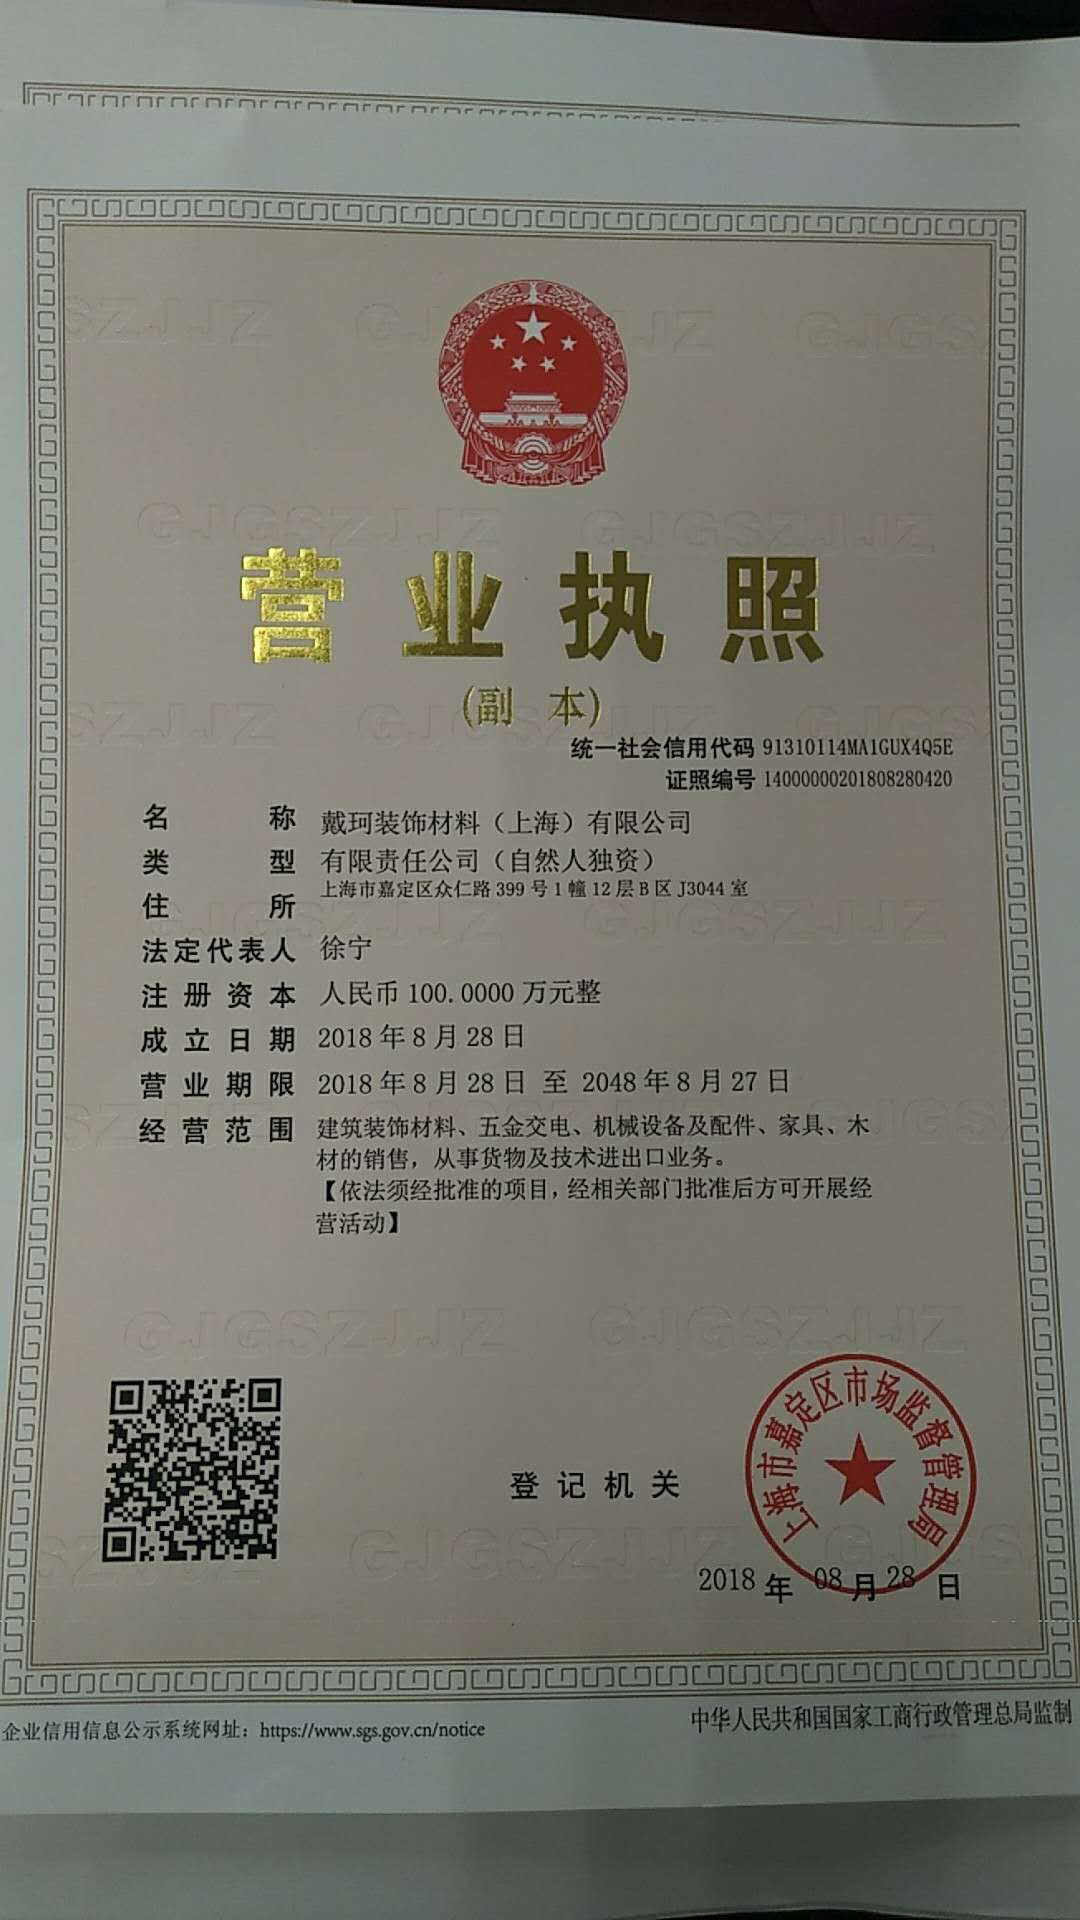 营业执照
(副 本)
统一社会信用代码 91310114MA1GUX4Q5E
证照编号 14000000201808280420
名 称 戴珂装饰材料（上海）有限公司
类 型 有限责任公司（自然人独资）
住 所 上海市嘉定区众仁路399号1幢12层B区J3044室
法定代表人 徐宁
注册资本 人民币100.0000万元整
成立日期 2018年8月28日
营业期限 2018年8月28日 至 2048年8月27日
经营范围 建筑装饰材料、五金交电、机械设备及配件、家具、木
材的销售，从事货物及技术进出口业务。
【依法须经批准的项目，经相关部门批准后方可开展经
营活动】
登记机关
上海市嘉定区市场监督管理局
2018年08月28日
企业信用信息公示系统网址：https://www.sgs.gov.cn/notice
中华人民共和国国家工商行政管理总局监制